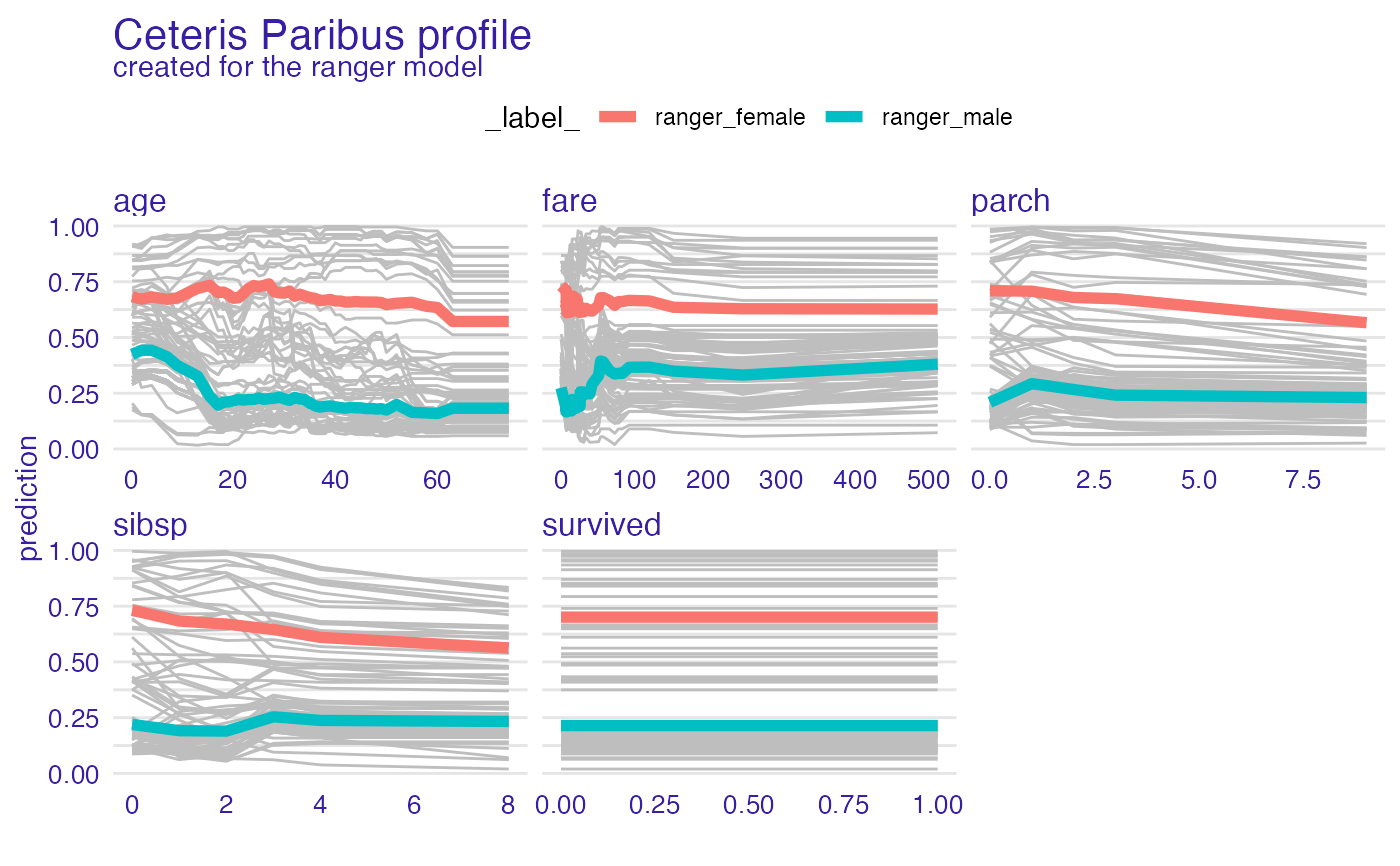 Ceteris Paribus profile
created for the ranger model
_label_ ranger_female ranger_male
age fare parch
1.00
0.75
0.50
0.25
0.00
0 20 40 60 0 100 200 300 400 500 0.0 2.5 5.0 7.5
prediction
sibsp survived
1.00
0.75
0.50
0.25
0.00
0 2 4 6 8 0.00 0.25 0.50 0.75 1.00